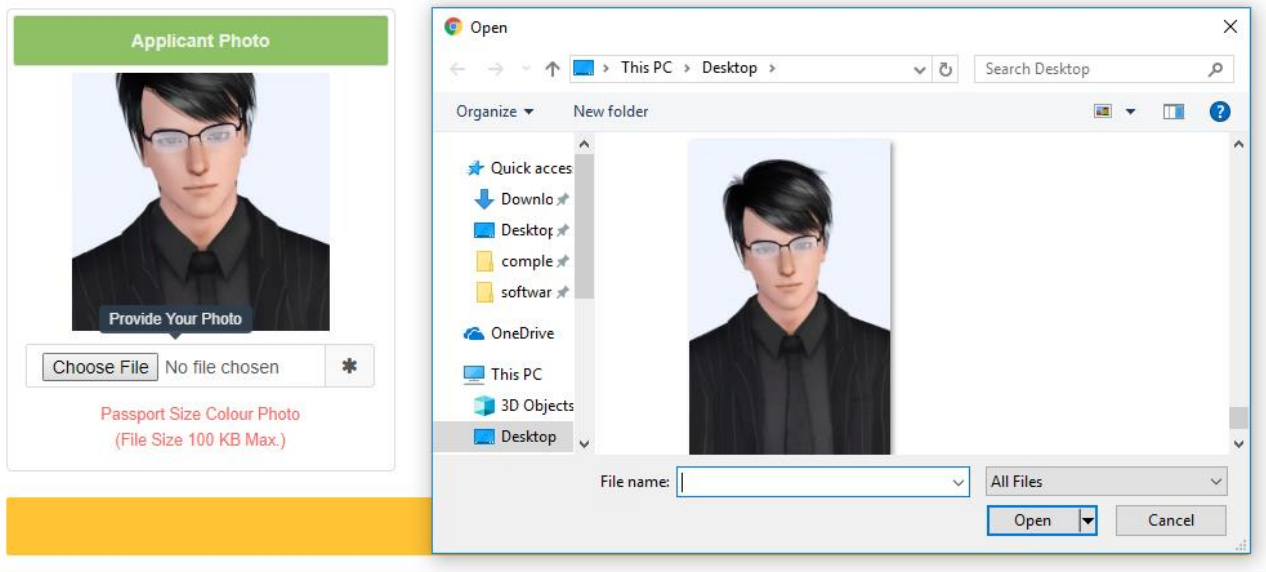 Applicant Photo
Provide Your Photo
Choose File No file chosen
Passport Size Colour Photo
(File Size 100 KB Max.)
Open
This PC > Desktop >
Search Desktop
Organize
New folder
Quick acces
Downlo
Desktop
comple
softwar
OneDrive
This PC
3D Objects
Desktop
File name:
All Files
Open
Cancel